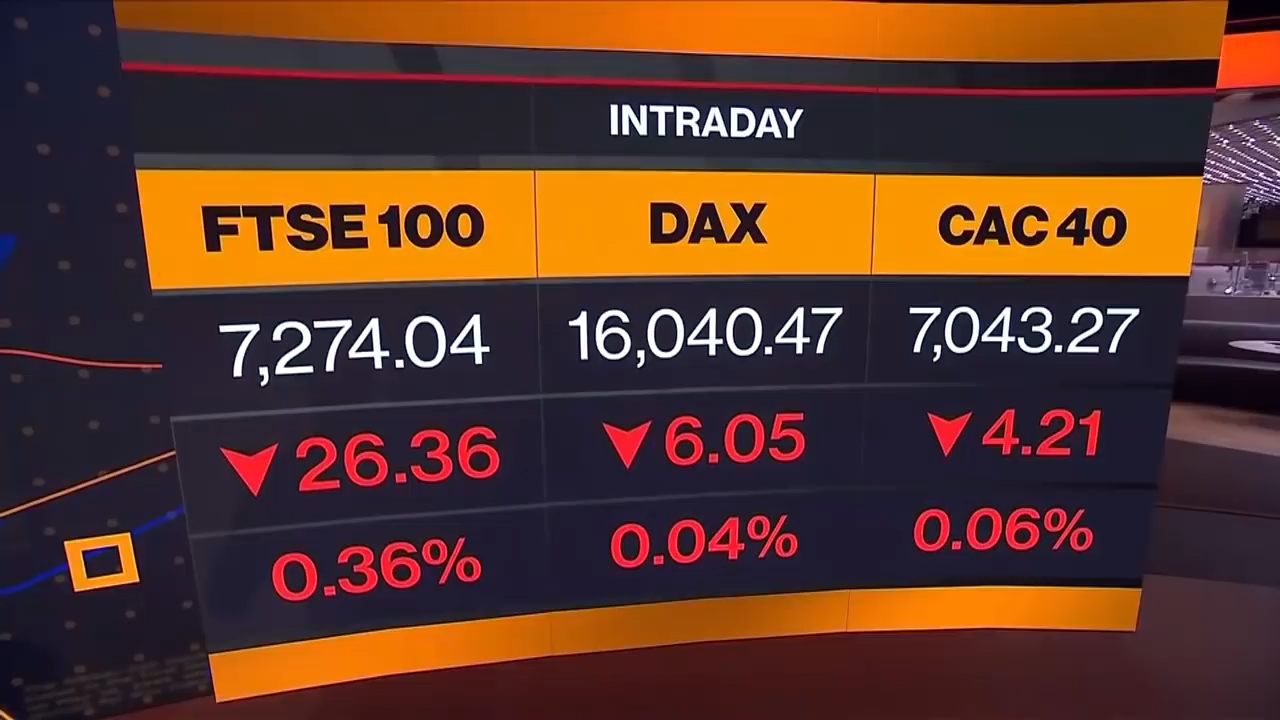 INTRADAY
FTSE 100 DAX CAC 40
7,274.04 16,040.47 7,043.27
26.36 6.05 4.21
0.36% 0.04% 0.06%